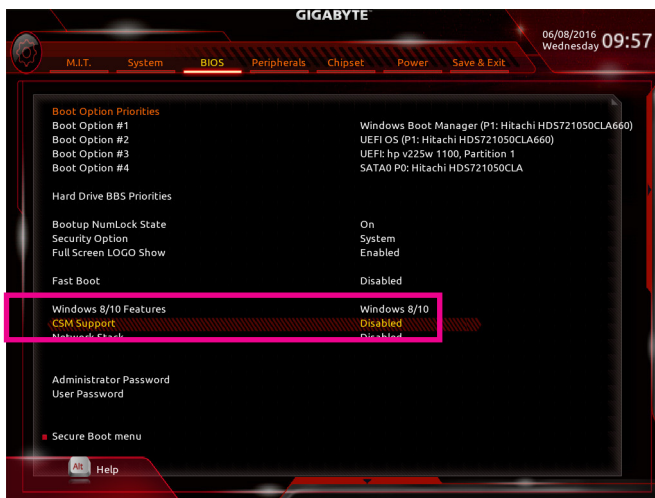 GIGABYTE™
06/08/2016 09:57
Wednesday
M.I.T. System BIOS Peripherals Chipset Power Save & Exit
Boot Option Priorities
Boot Option #1 Windows Boot Manager (P1: Hitachi HDS721050CLA660)
Boot Option #2 UEFI OS (P1: Hitachi HDS721050CLA660)
Boot Option #3 UEFI: hp v225w 1100, Partition 1
Boot Option #4 SATA0 P0: Hitachi HDS721050CLA
Hard Drive BBS Priorities
Bootup NumLock State On
Security Option System
Full Screen LOGO Show Enabled
Fast Boot Disabled
Windows 8/10 Features Windows 8/10
CSM Support Disabled
Network Stack Disabled
Administrator Password
User Password
Secure Boot menu
Alt Help